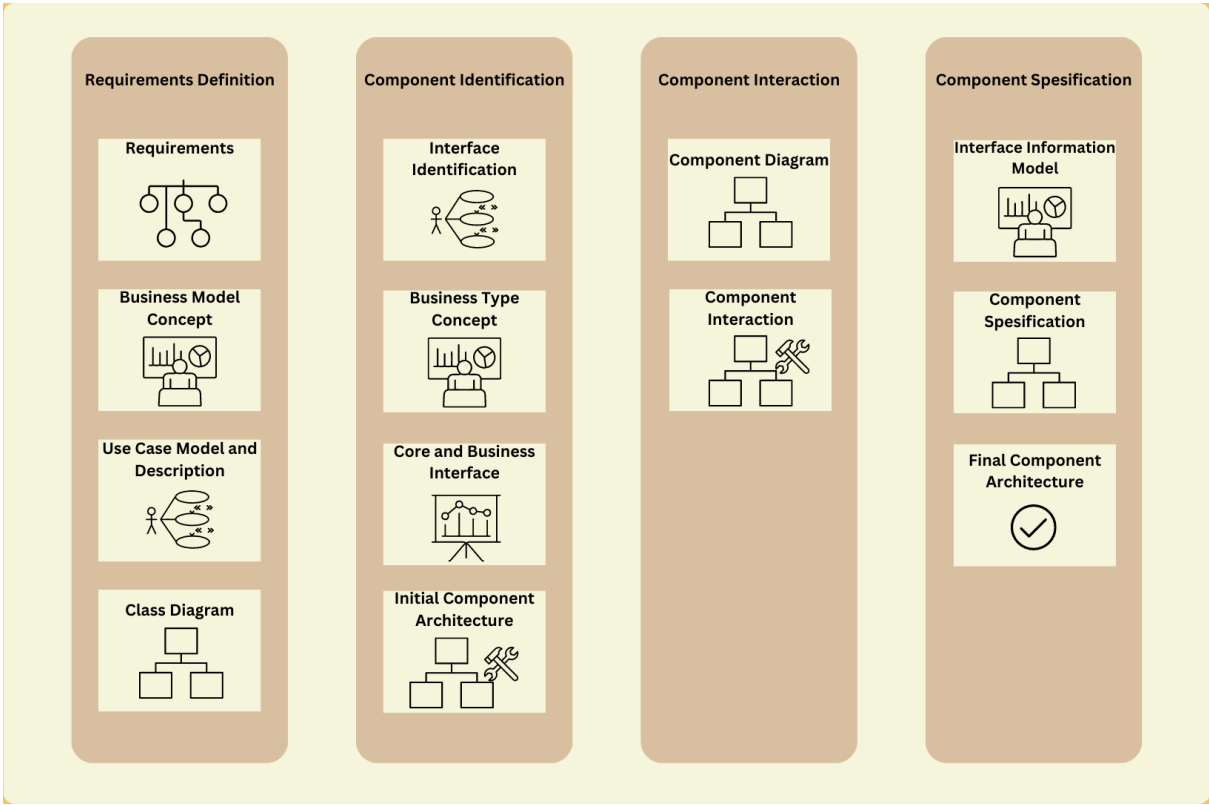 Requirements Definition
Requirements
Business Model
Concept
Use Case Model and
Description
Class Diagram
Component Identification
Interface
Identification
« »
« »
Business Type
Concept
Core and Business
Interface
Initial Component
Architecture
Component Interaction
Component Diagram
Component
Interaction
Component Spesification
Interface Information
Model
Component
Spesification
Final Component
Architecture